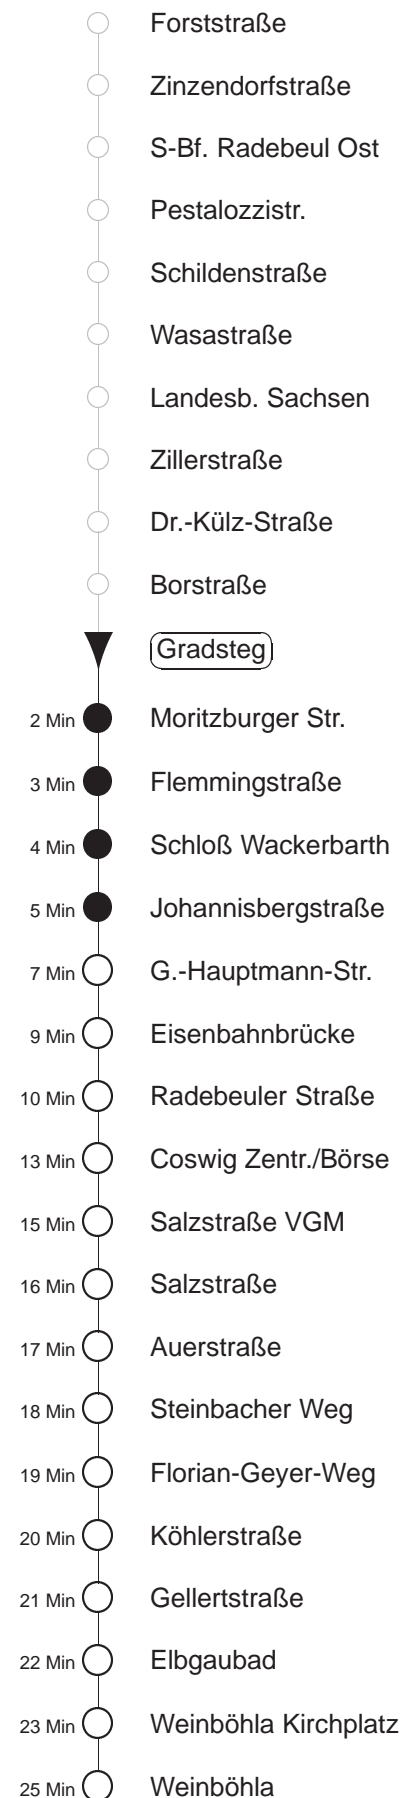 Forststraße
Zinzendorfstraße
S-Bf. Radebeul Ost
Pestalozzistr.
Schildenstraße
Wasastraße
Landesb. Sachsen
Zillerstraße
Dr.-Külz-Straße
Borstraße
Gradsteg
2 Min Moritzburger Str.
3 Min Flemmingstraße
4 Min Schloß Wackerbarth
5 Min Johannisbergstraße
7 Min G.-Hauptmann-Str.
9 Min Eisenbahnbrücke
10 Min Radebeuler Straße
13 Min Coswig Zentr./Börse
15 Min Salzstraße VGM
16 Min Salzstraße
17 Min Auerstraße
18 Min Steinbacher Weg
19 Min Florian-Geyer-Weg
20 Min Köhlerstraße
21 Min Gellertstraße
22 Min Elbgaubad
23 Min Weinböhla Kirchplatz
25 Min Weinböhla